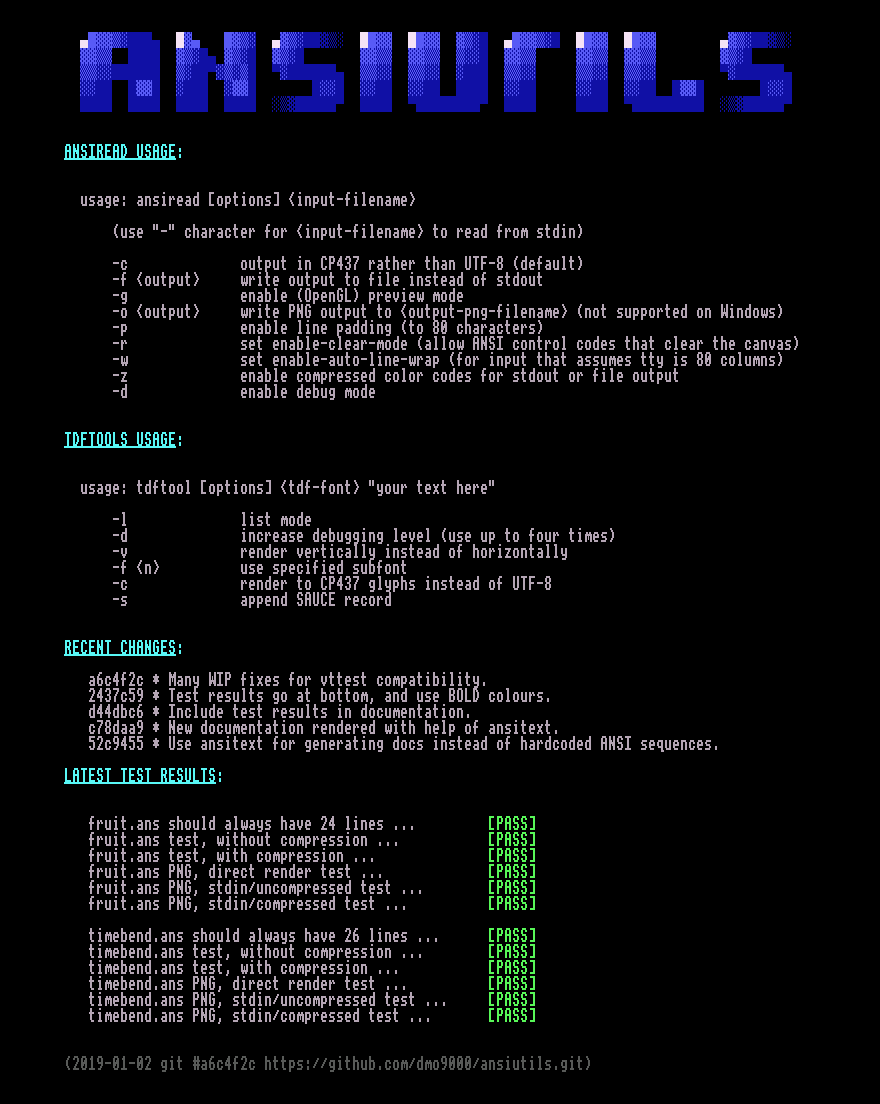 ANSIUTILS
ANSIREAD USAGE:
usage: ansiread [options] <input-filename>
(use "-" character for <input-filename> to read from stdin)
-c output in CP437 rather than UTF-8 (default)
-f <output> write output to file instead of stdout
-g enable (OpenGL) preview mode
-o <output> write PNG output to <output-png-filename> (not supported on Windows)
-p enable line padding (to 80 characters)
-r set enable-clear-mode (allow ANSI control codes that clear the canvas)
-w set enable-auto-line-wrap (for input that assumes tty is 80 columns)
-z enable compressed color codes for stdout or file output
-d enable debug mode
TDFTOOLS USAGE:
usage: tdftool [options] <tdf-font> "your text here"
-l list mode
-d increase debugging level (use up to four times)
-v render vertically instead of horizontally
-f <n> use specified subfont
-c render to CP437 glyphs instead of UTF-8
-s append SAUCE record
RECENT CHANGES:
a6c4f2c * Many WIP fixes for vttest compatibility.
2437c59 * Test results go at bottom, and use BOLD colours.
d44dbc6 * Include test results in documentation.
c78daa9 * New documentation rendered with help of ansitext.
52c9455 * Use ansitext for generating docs instead of hardcoded ANSI sequences.
LATEST TEST RESULTS:
fruit.ans should always have 24 lines ... [PASS]
fruit.ans test, without compression ... [PASS]
fruit.ans test, with compression ... [PASS]
fruit.ans PNG, direct render test ... [PASS]
fruit.ans PNG, stdin/uncompressed test ... [PASS]
fruit.ans PNG, stdin/compressed test ... [PASS]
timebend.ans should always have 26 lines ... [PASS]
timebend.ans test, without compression ... [PASS]
timebend.ans test, with compression ... [PASS]
timebend.ans PNG, direct render test ... [PASS]
timebend.ans PNG, stdin/uncompressed test ... [PASS]
timebend.ans PNG, stdin/compressed test ... [PASS]
(2019-01-02 git #a6c4f2c https://github.com/dmo9000/ansiutils.git)